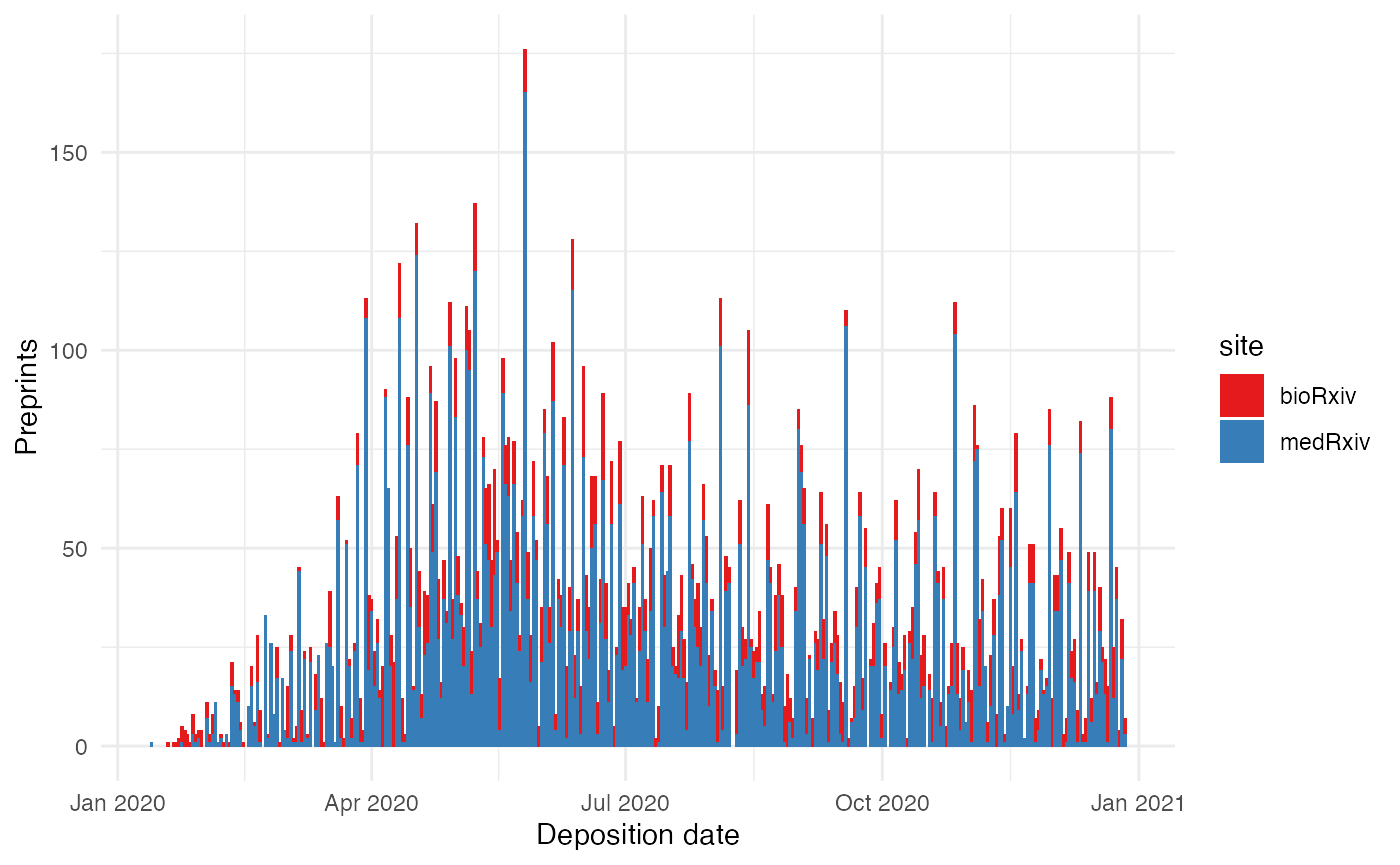 Preprints
150
100
50
0
Jan 2020
Apr 2020
Jul 2020
Oct 2020
Jan 2021
Deposition date
site
bioRxiv
medRxiv